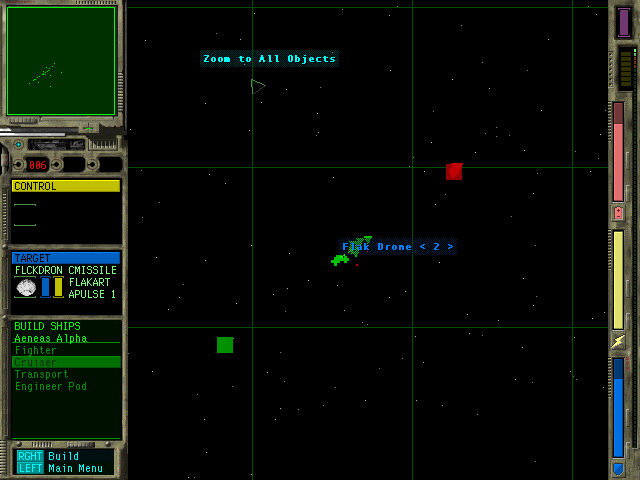 Zoom to All Objects
006
CONTROL
Flak Drone < 2 >
TARGET
FLCKDRON CMISSILE
FLAKART
APULSE 1
BUILD SHIPS
Aeneas Alpha
Fighter
Cruiser
Transport
Engineer Pod
RGHT Build
LEFT Main Menu